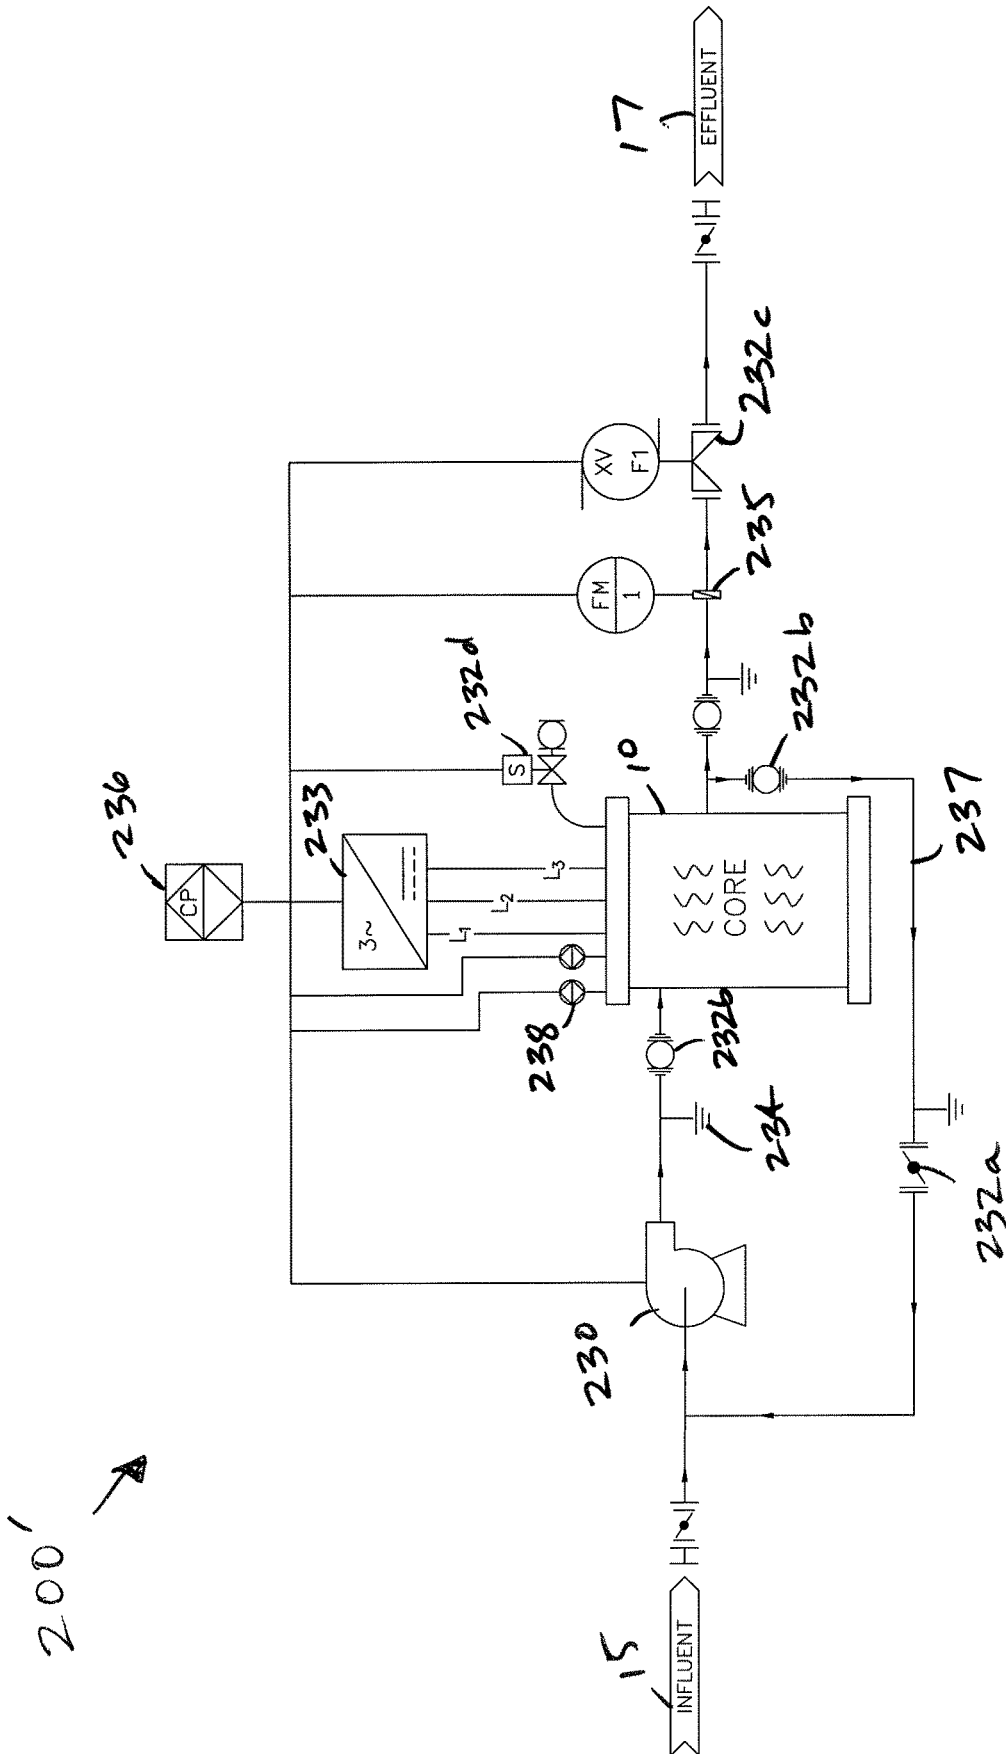 200'
236
CP
233
3~
L1
L2
L3
232d
S
FM
1
XV
F1
232c
235
17
EFFLUENT
238
10
CORE
232b
232b
237
234
230
232a
15
INFLUENT